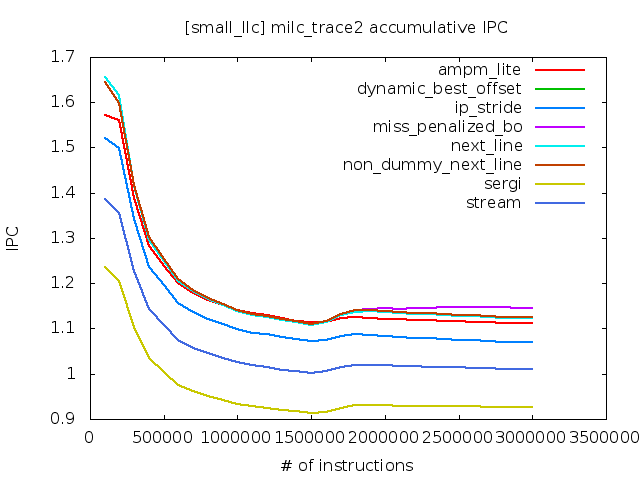 [small_llc] milc_trace2 accumulative IPC
1.7
1.6
1.5
1.4
1.3
1.2
1.1
1
0.9
IPC
ampm_lite
dynamic_best_offset
ip_stride
miss_penalized_bo
next_line
non_dummy_next_line
sergi
stream
0 500000 1000000 1500000 2000000 2500000 3000000 3500000
# of instructions